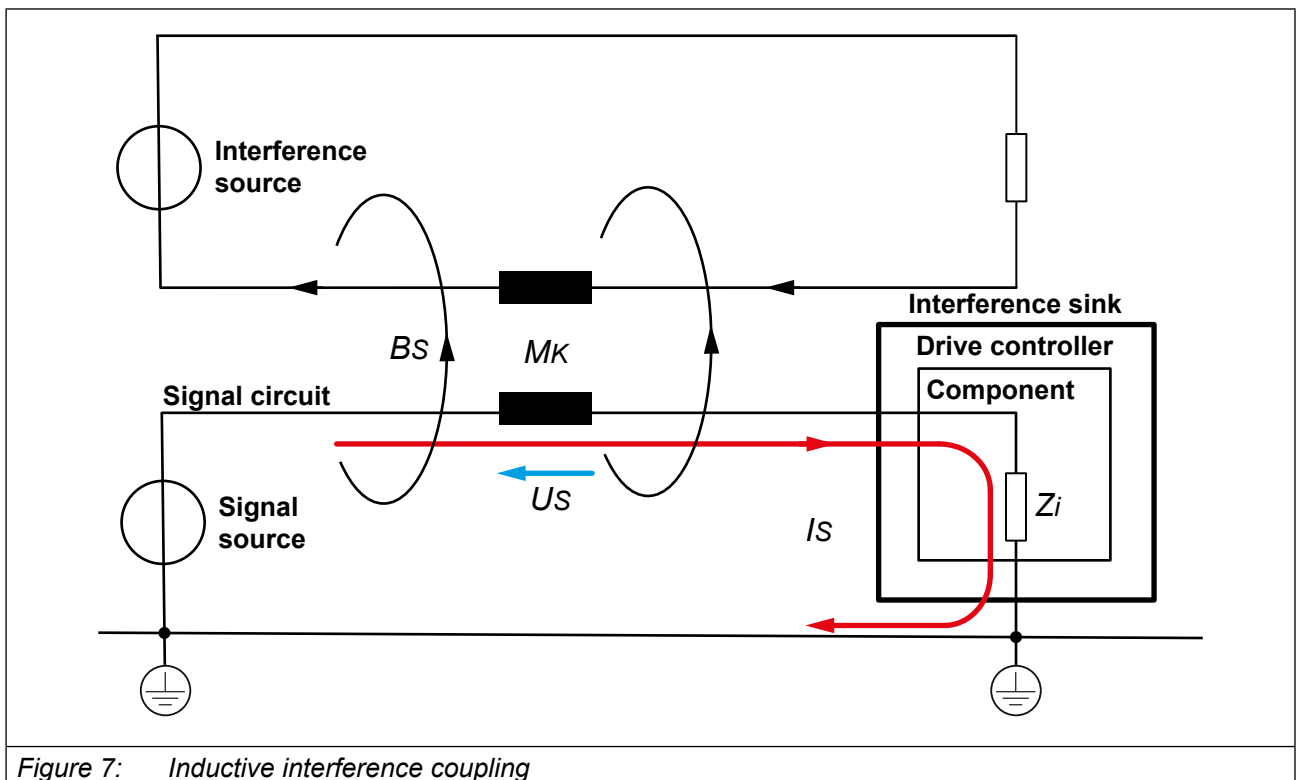 Interference
source
Interference sink
Drive controller
BS
MK
Component
Signal circuit
US
Signal
source
Zi
IS
Figure 7: Inductive interference coupling